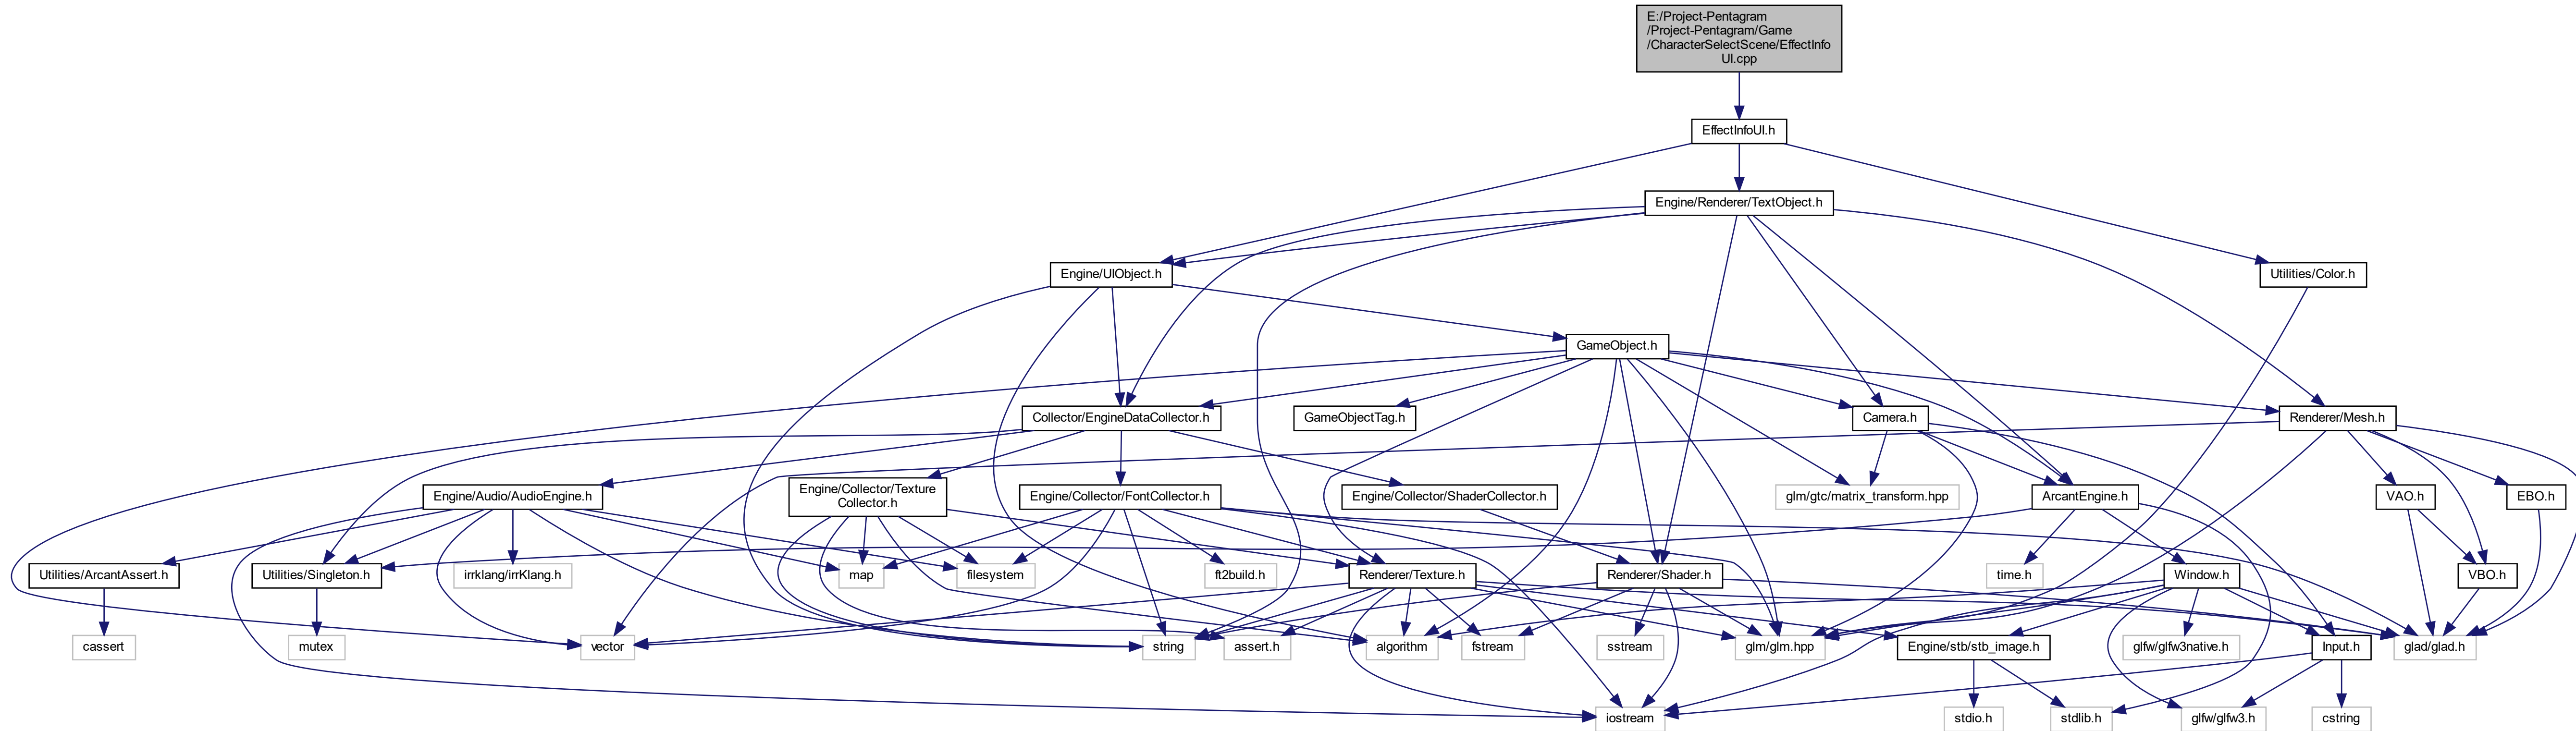 E:/Project-Pentagram
/Project-Pentagram/Game
/CharacterSelectScene/EffectInfo
UI.cpp
EffectInfoUI.h
Engine/Renderer/TextObject.h
Engine/UIObject.h
Utilities/Color.h
GameObject.h
Collector/EngineDataCollector.h
GameObjectTag.h
Camera.h
Renderer/Mesh.h
Engine/Audio/AudioEngine.h
Engine/Collector/Texture
Collector.h
Engine/Collector/FontCollector.h
Engine/Collector/ShaderCollector.h
glm/gtc/matrix_transform.hpp
ArcantEngine.h
VAO.h
EBO.h
Utilities/ArcantAssert.h
Utilities/Singleton.h
irrklang/irrKlang.h
map
filesystem
ft2build.h
Renderer/Texture.h
Renderer/Shader.h
time.h
Window.h
VBO.h
cassert
mutex
vector
string
assert.h
algorithm
fstream
sstream
glm/glm.hpp
Engine/stb/stb_image.h
glfw/glfw3native.h
Input.h
glad/glad.h
iostream
stdio.h
stdlib.h
glfw/glfw3.h
cstring